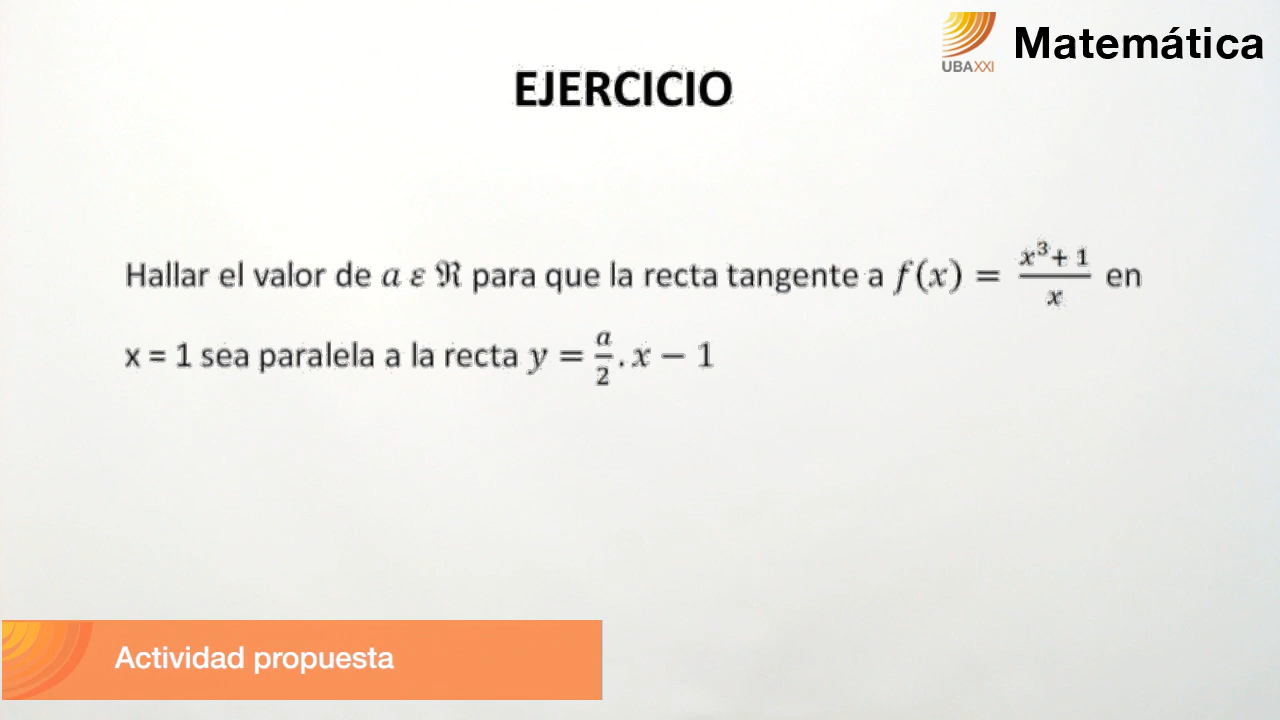 UBAXXI
Matemática
EJERCICIO
Hallar el valor de a ε ℜ para que la recta tangente a f(x) = x³+ 1 / x en
x = 1 sea paralela a la recta y = a/2 . x − 1
Actividad propuesta